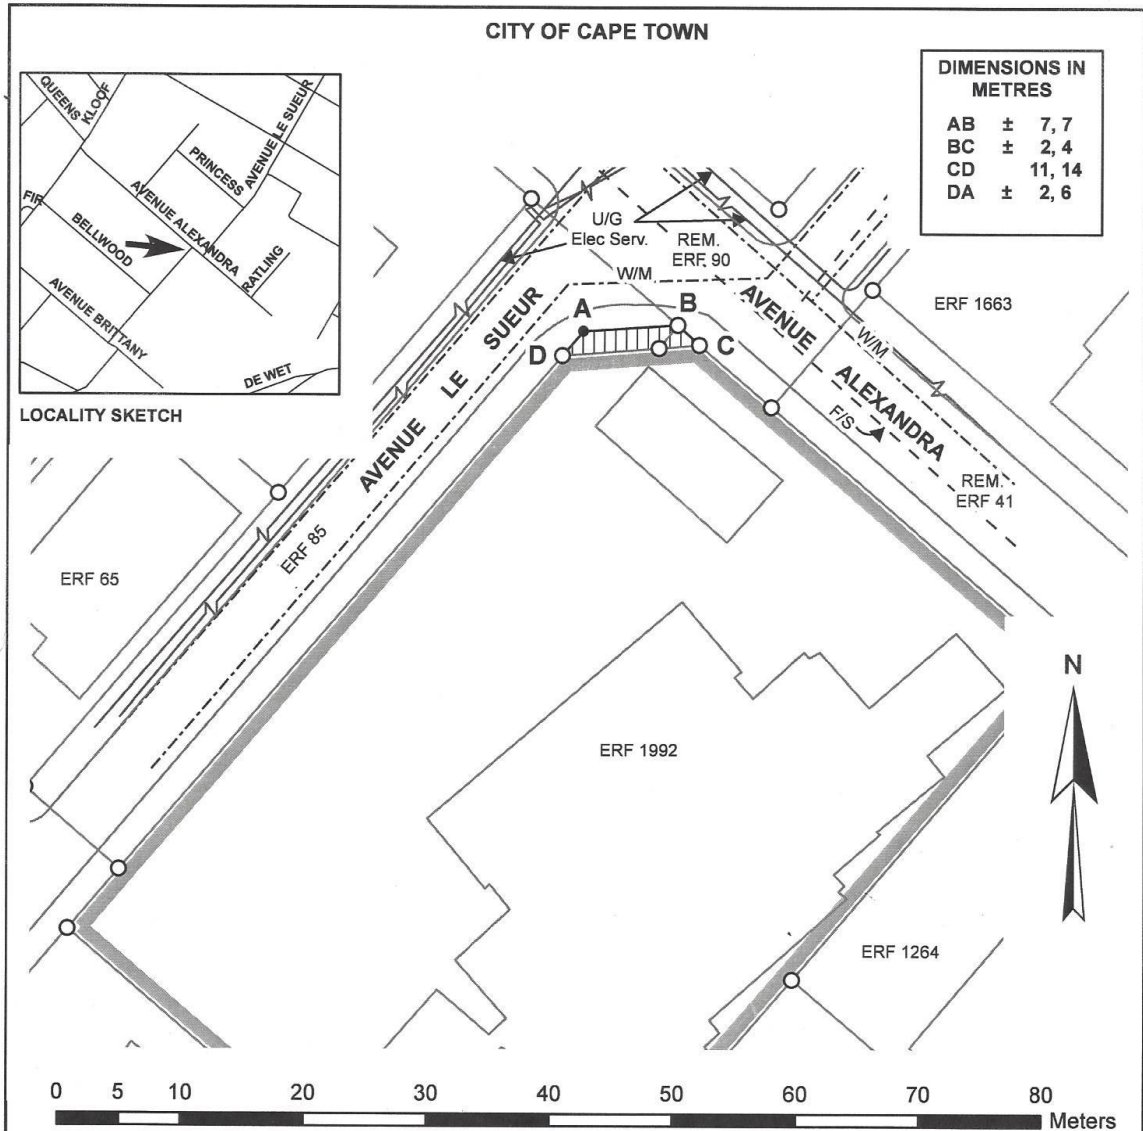 CITY OF CAPE TOWN
QUEENS
KLOOF
AVENUE LE SUEUR
PRINCESS
AVENUE ALEXANDRA
FIR
BELLWOOD
RATLING
AVENUE BRITTANY
DE WET
LOCALITY SKETCH
DIMENSIONS IN
METRES
AB ± 7, 7
BC ± 2, 4
CD 11, 14
DA ± 2, 6
U/G
Elec Serv.
REM.
ERF 90
W/M
ERF 1663
A
B
C
D
AVENUE LE SUEUR
AVENUE ALEXANDRA
W/M
F/S
REM.
ERF 41
ERF 85
ERF 65
N
ERF 1992
ERF 1264
0 5 10 20 30 40 50 60 70 80
Meters